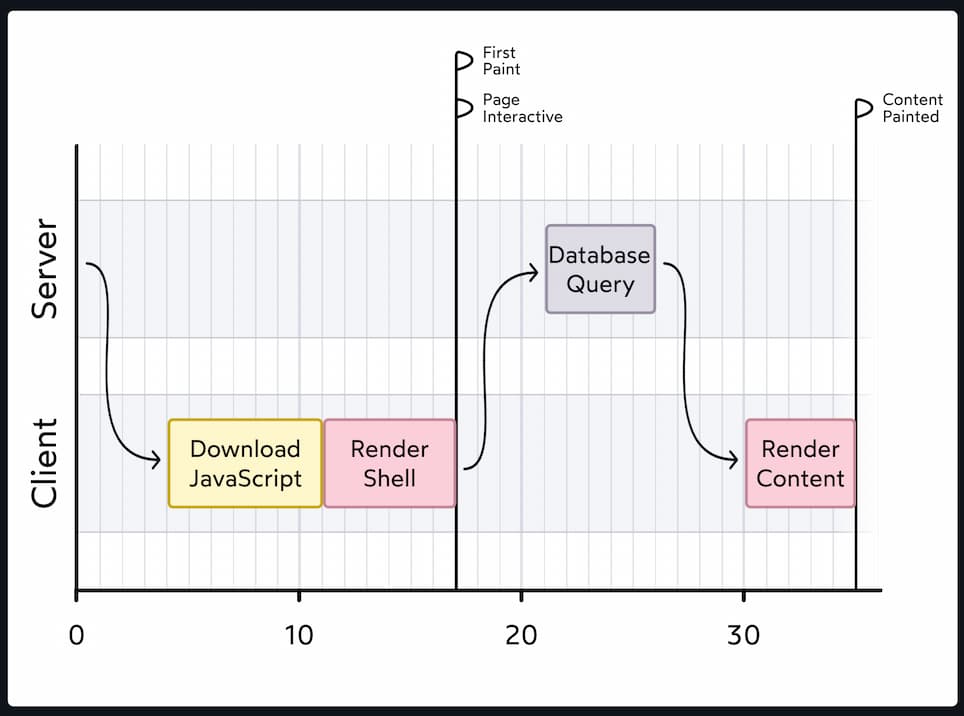 First
Paint
Page
Interactive
Content
Painted
Server
Database
Query
Client
Download
JavaScript
Render
Shell
Render
Content
0
10
20
30